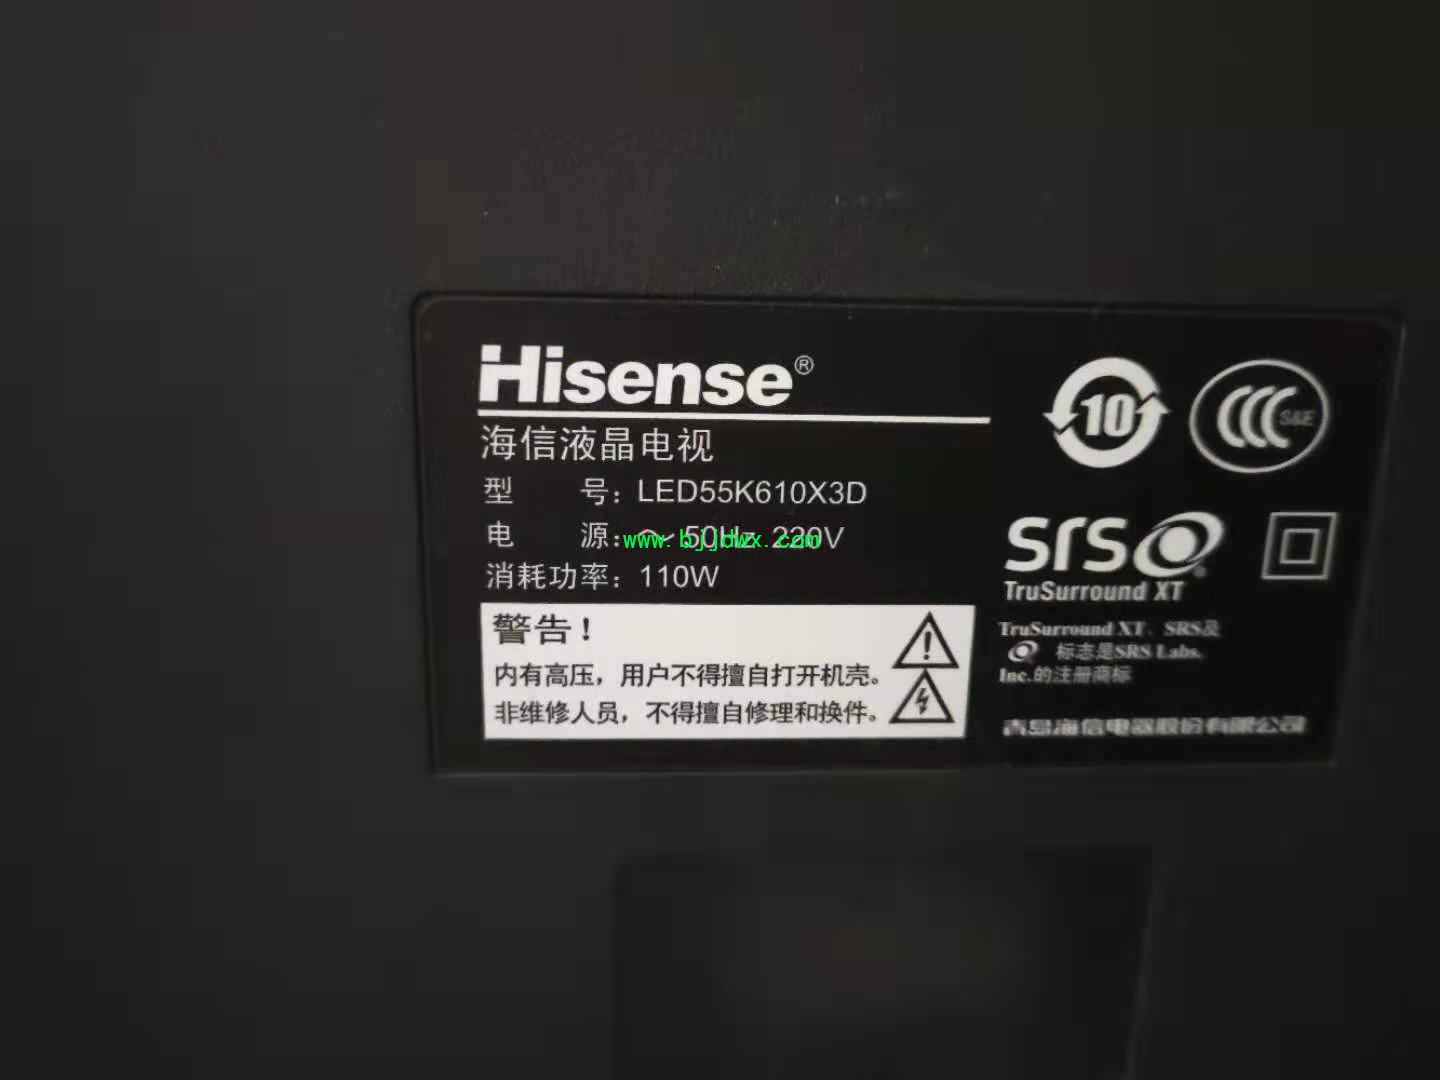 Hisense®
海信液晶电视
型 号: LED55K610X3D
电 源: ～ 50Hz 220V
www.bjjdwx.com
消耗功率: 110W
警告!
内有高压，用户不得擅自打开机壳。
非维修人员，不得擅自修理和换件。
10
CCC S&E
SRS
TruSurround XT
TruSurround XT、SRS及
标志是SRS Labs,
Inc.的注册商标
青岛海信电器股份有限公司